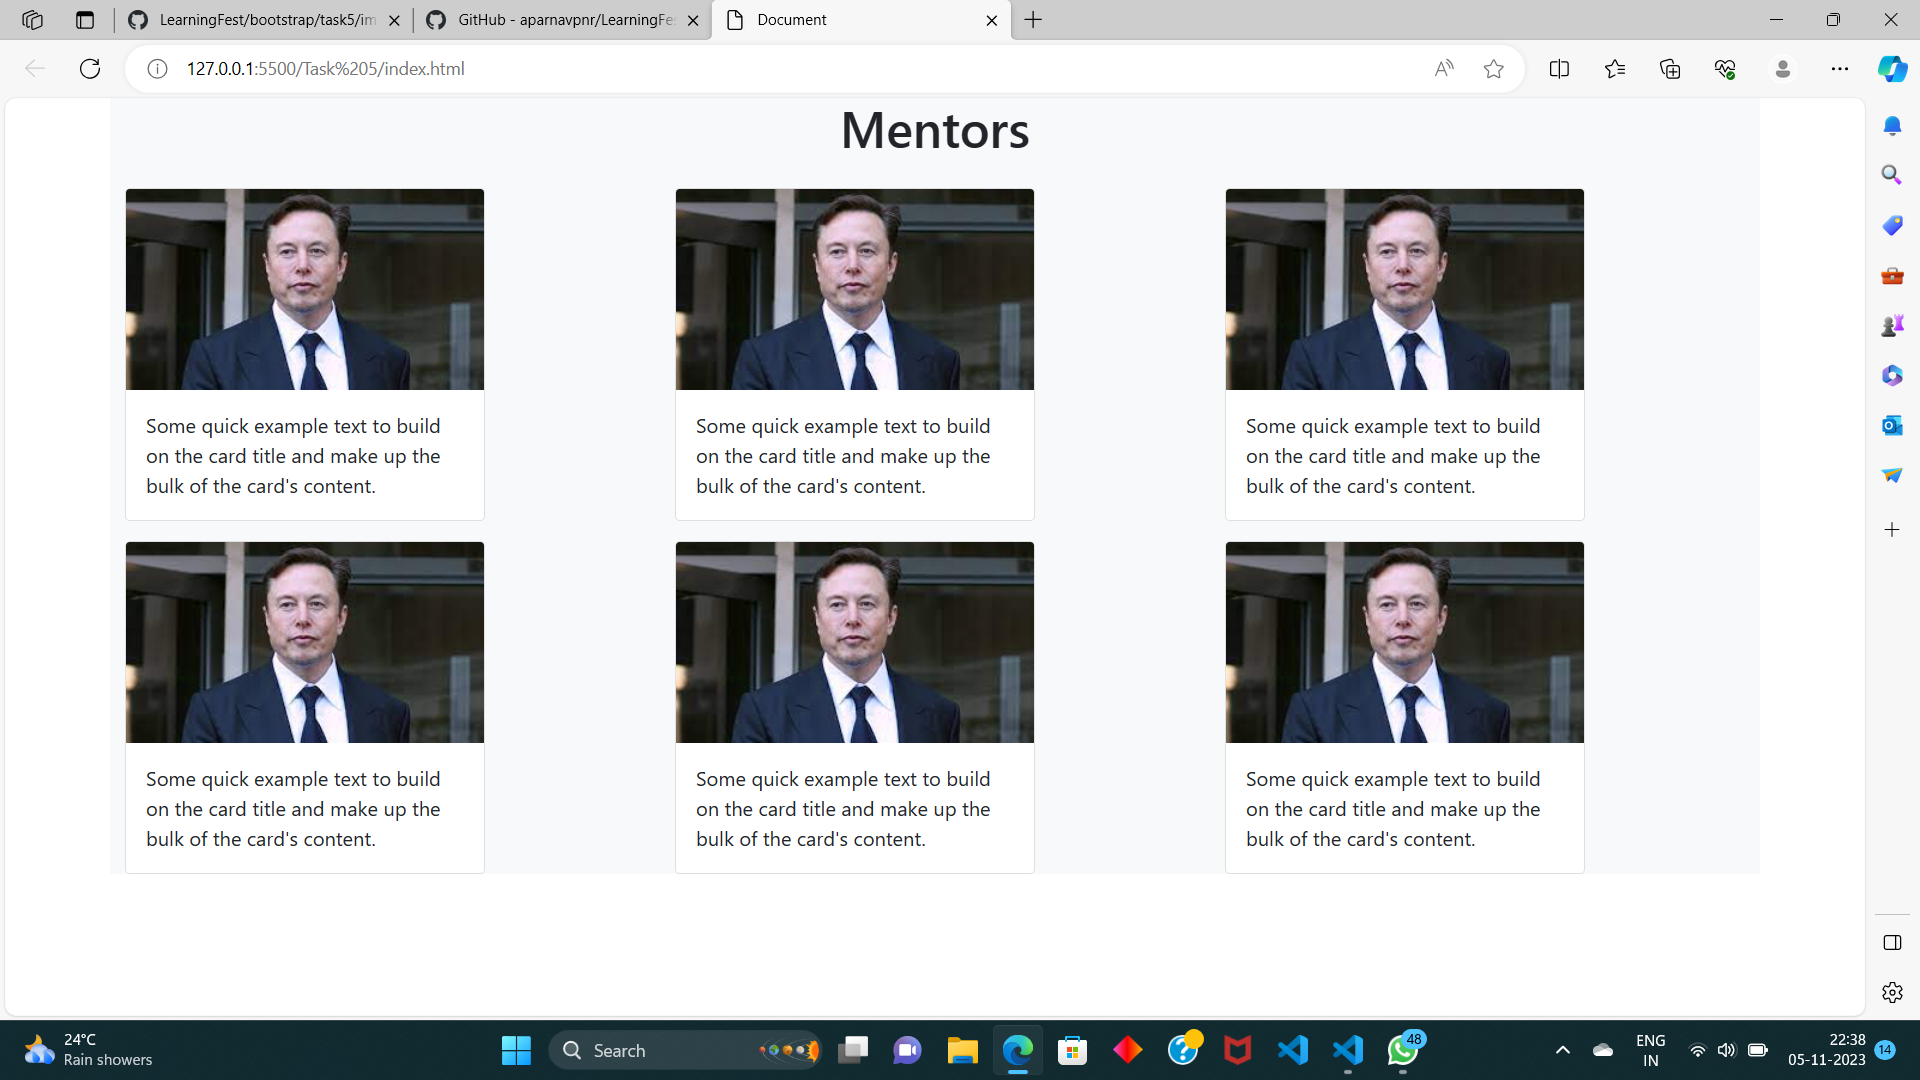 LearningFest/bootstrap/task5/im
GitHub - aparnavpnr/LearningFes
Document
127.0.0.1:5500/Task%205/index.html
Mentors
Some quick example text to build
on the card title and make up the
bulk of the card's content.
Some quick example text to build
on the card title and make up the
bulk of the card's content.
Some quick example text to build
on the card title and make up the
bulk of the card's content.
Some quick example text to build
on the card title and make up the
bulk of the card's content.
Some quick example text to build
on the card title and make up the
bulk of the card's content.
Some quick example text to build
on the card title and make up the
bulk of the card's content.
24°C
Rain showers
Search
48
ENG
IN
22:38
05-11-2023
14